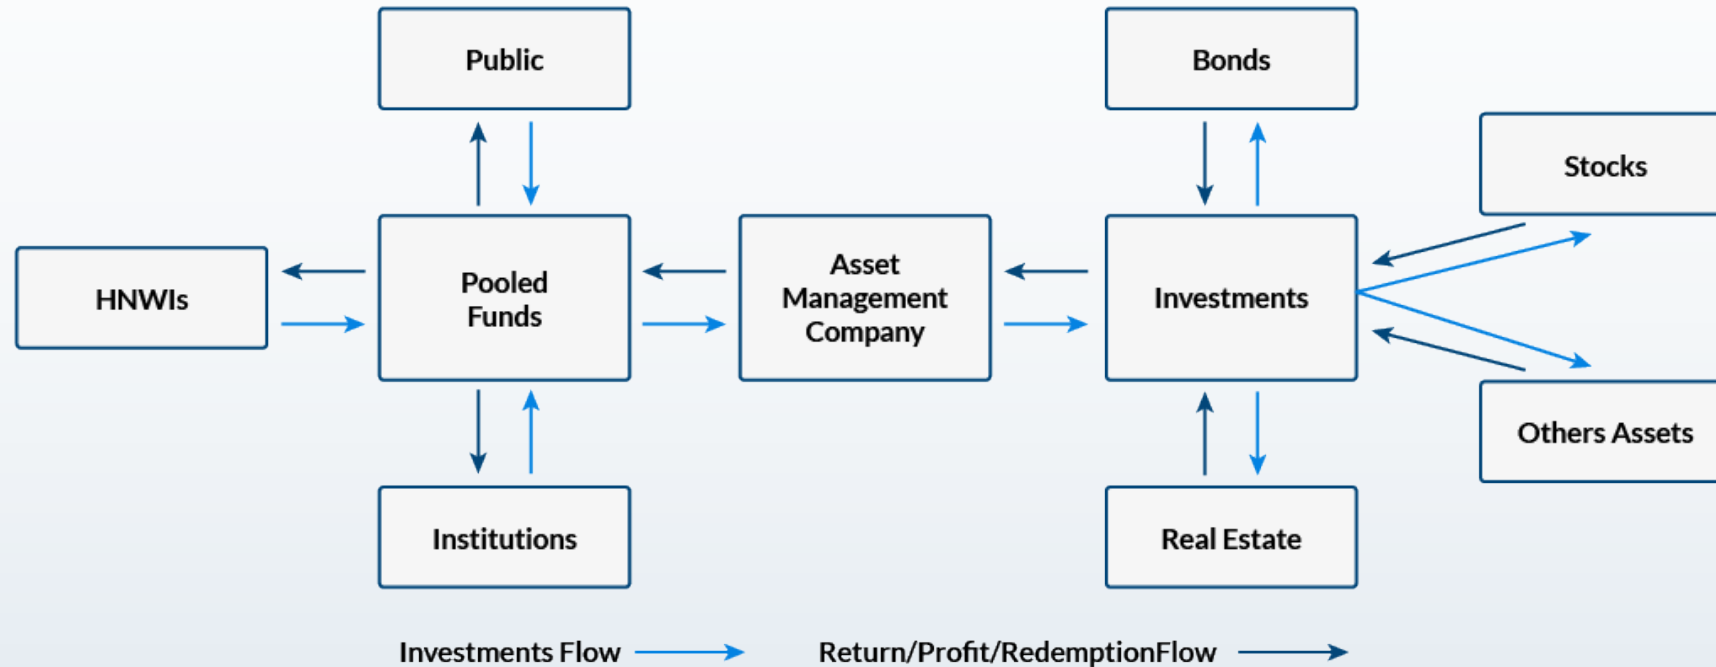 Public
Bonds
Stocks
HNWIs
Pooled
Funds
Asset
Management
Company
Investments
Others Assets
Institutions
Real Estate
Investments Flow
Return/Profit/RedemptionFlow